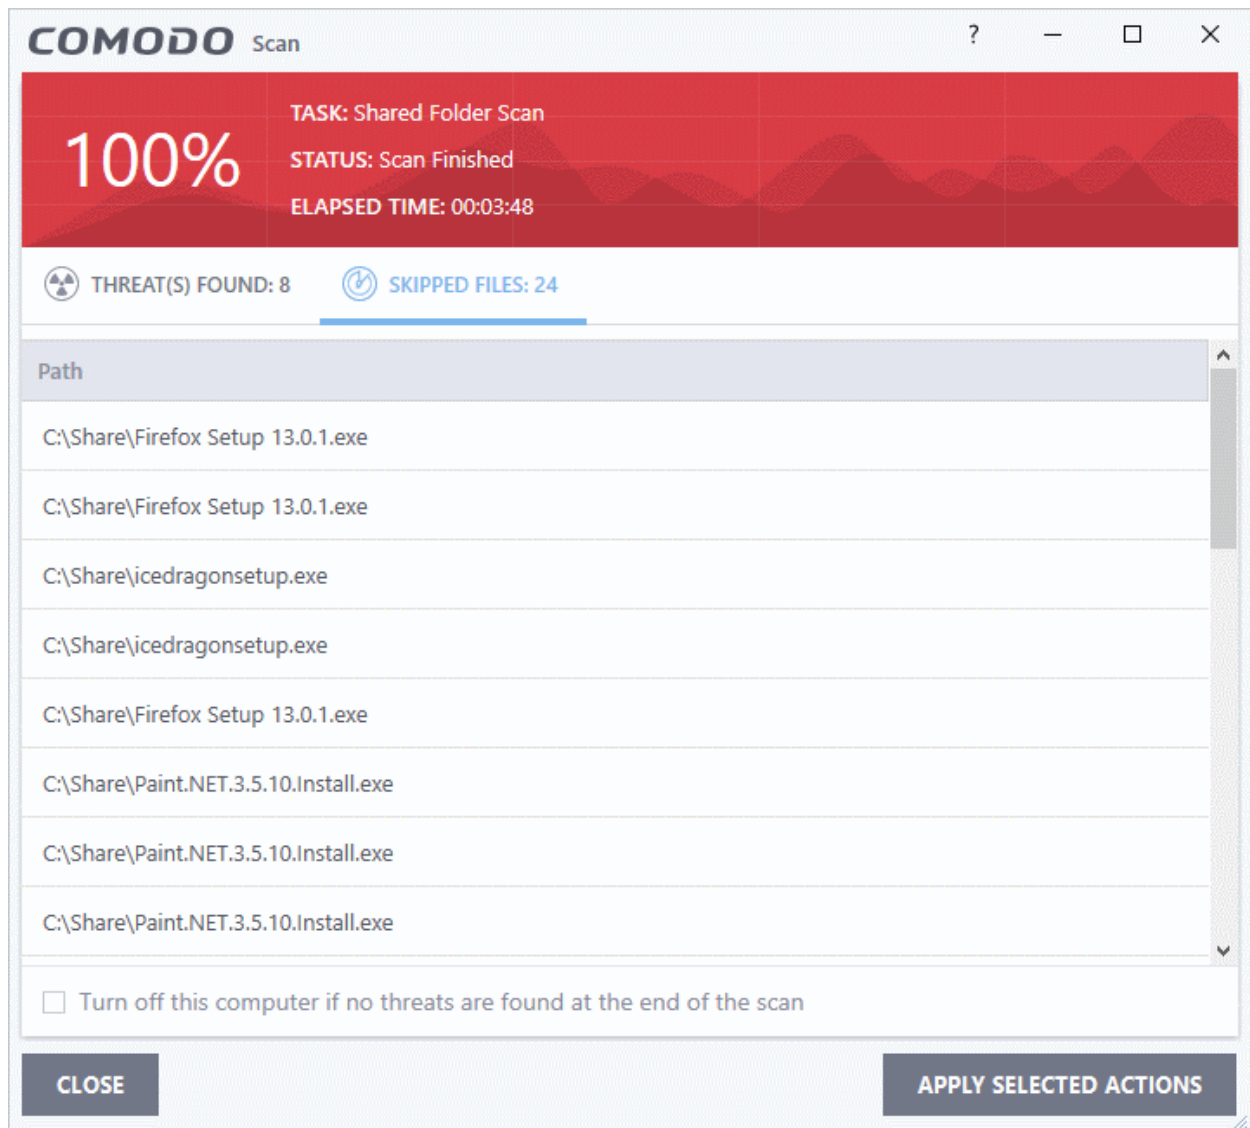 COMODO Scan ?
100%
TASK: Shared Folder Scan
STATUS: Scan Finished
ELAPSED TIME: 00:03:48
THREAT(S) FOUND: 8 SKIPPED FILES: 24
Path
C:\Share\Firefox Setup 13.0.1.exe
C:\Share\Firefox Setup 13.0.1.exe
C:\Share\icedragonsetup.exe
C:\Share\icedragonsetup.exe
C:\Share\Firefox Setup 13.0.1.exe
C:\Share\Paint.NET.3.5.10.Install.exe
C:\Share\Paint.NET.3.5.10.Install.exe
C:\Share\Paint.NET.3.5.10.Install.exe
Turn off this computer if no threats are found at the end of the scan
CLOSE APPLY SELECTED ACTIONS